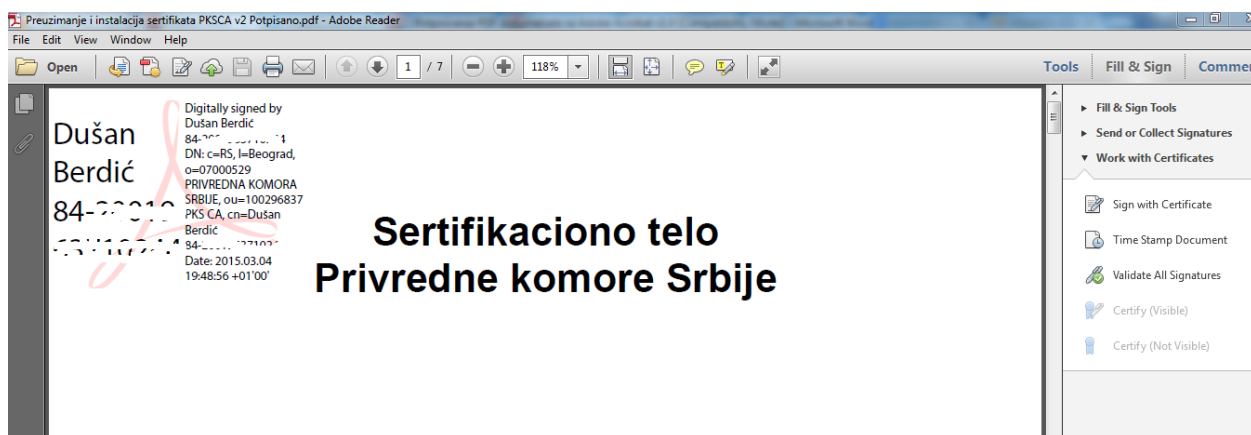 Preuzimanje i instalacija sertifikata PKSCA v2 Potpisano.pdf - Adobe Reader
File Edit View Window Help
Open 1 / 7 118% Tools Fill & Sign
Dušan
Berdić
Digitally signed by
Dušan Berdić
DN: c=RS, l=Beograd,
o=07000529
PRIVREDNA KOMORA
SRBIJE, ou=100296837
PKS CA, cn=Dušan
Berdić
Date: 2015.03.04
19:48:56 +01'00'
Sertifikaciono telo
Privredne komore Srbije
Fill & Sign Tools
Send or Collect Signatures
Work with Certificates
Sign with Certificate
Time Stamp Document
Validate All Signatures
Certify (Visible)
Certify (Not Visible)